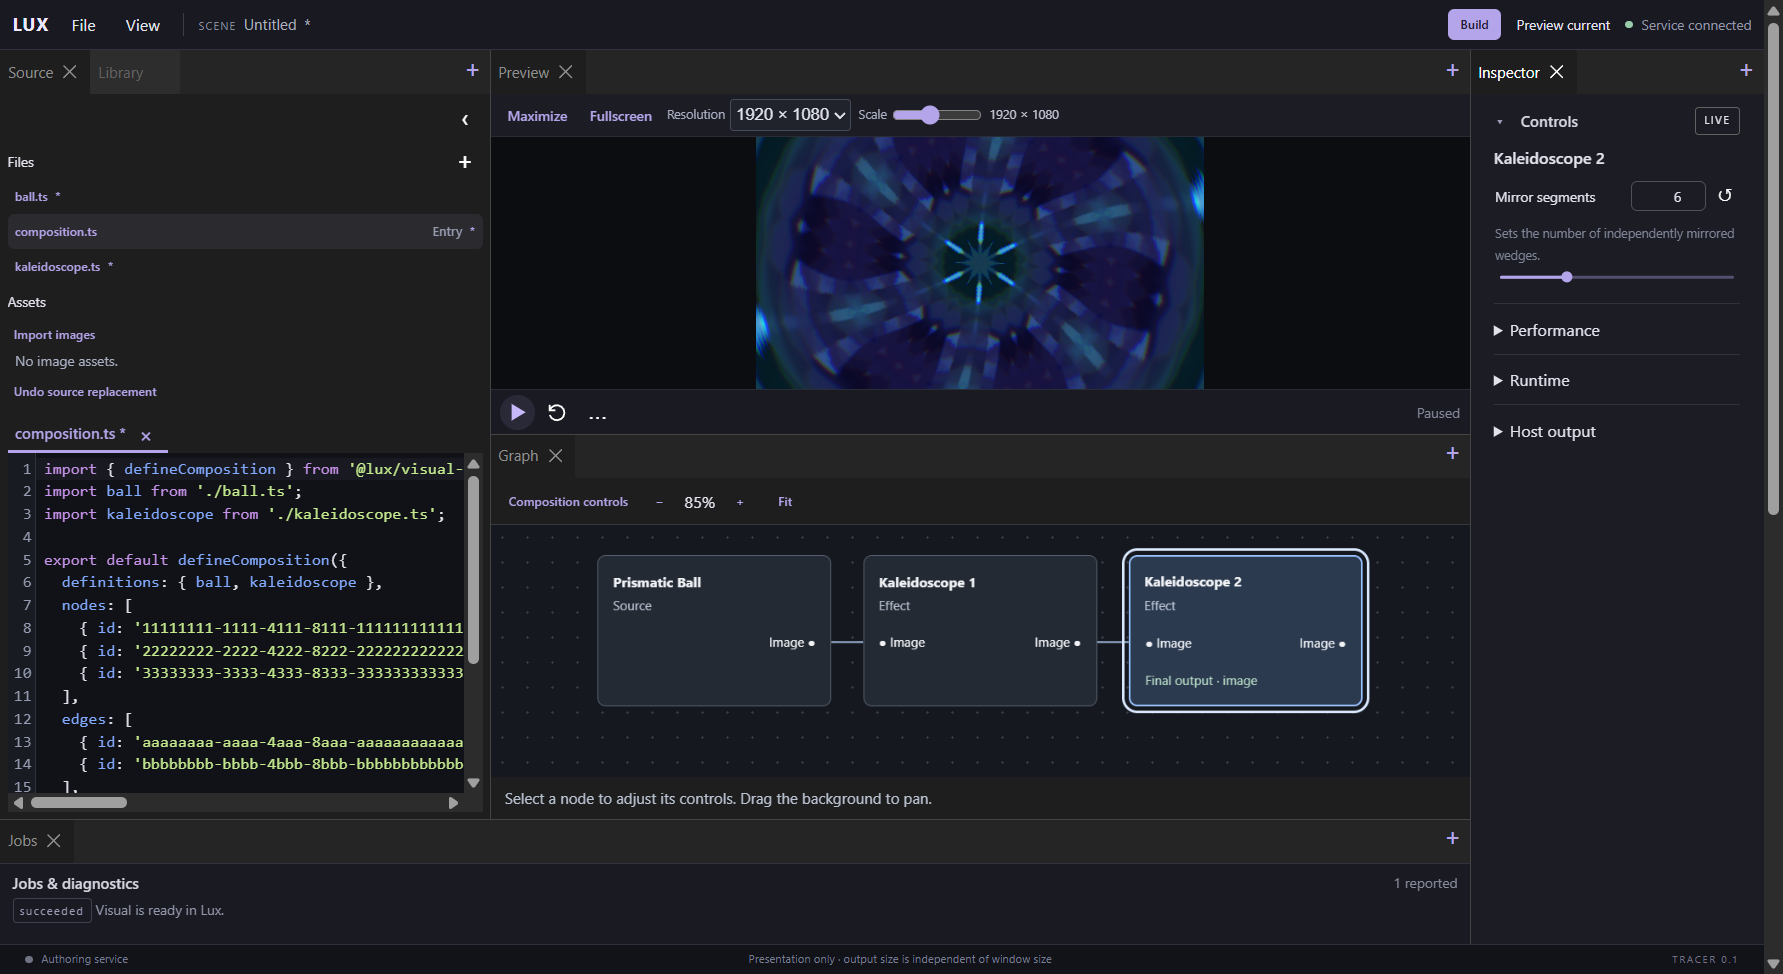 LUX File View SCENE Untitled * Build Preview current Service connected
Source Library +
Preview +
Inspector +
Maximize Fullscreen Resolution 1920 × 1080 Scale 1920 × 1080
Files +
ball.ts *
composition.ts Entry *
kaleidoscope.ts *
Assets
Import images
No image assets.
Undo source replacement
composition.ts *
1 import { defineComposition } from '@lux/visual-
2 import ball from './ball.ts';
3 import kaleidoscope from './kaleidoscope.ts';
4
5 export default defineComposition({
6 definitions: { ball, kaleidoscope },
7 nodes: [
8 { id: '11111111-1111-4111-8111-111111111111
9 { id: '22222222-2222-4222-8222-222222222222
10 { id: '33333333-3333-4333-8333-333333333333
11 ],
12 edges: [
13 { id: 'aaaaaaaa-aaaa-4aaa-8aaa-aaaaaaaaaaaa
14 { id: 'bbbbbbbb-bbbb-4bbb-8bbb-bbbbbbbbbbbb
15 ],
... Paused
Graph +
Composition controls − 85% + Fit
Prismatic Ball
Source
Image
Kaleidoscope 1
Effect
Image Image
Kaleidoscope 2
Effect
Image Image
Final output · image
Select a node to adjust its controls. Drag the background to pan.
Controls LIVE
Kaleidoscope 2
Mirror segments 6
Sets the number of independently mirrored
wedges.
Performance
Runtime
Host output
Jobs +
Jobs & diagnostics 1 reported
succeeded Visual is ready in Lux.
Authoring service Presentation only · output size is independent of window size TRACER 0.1